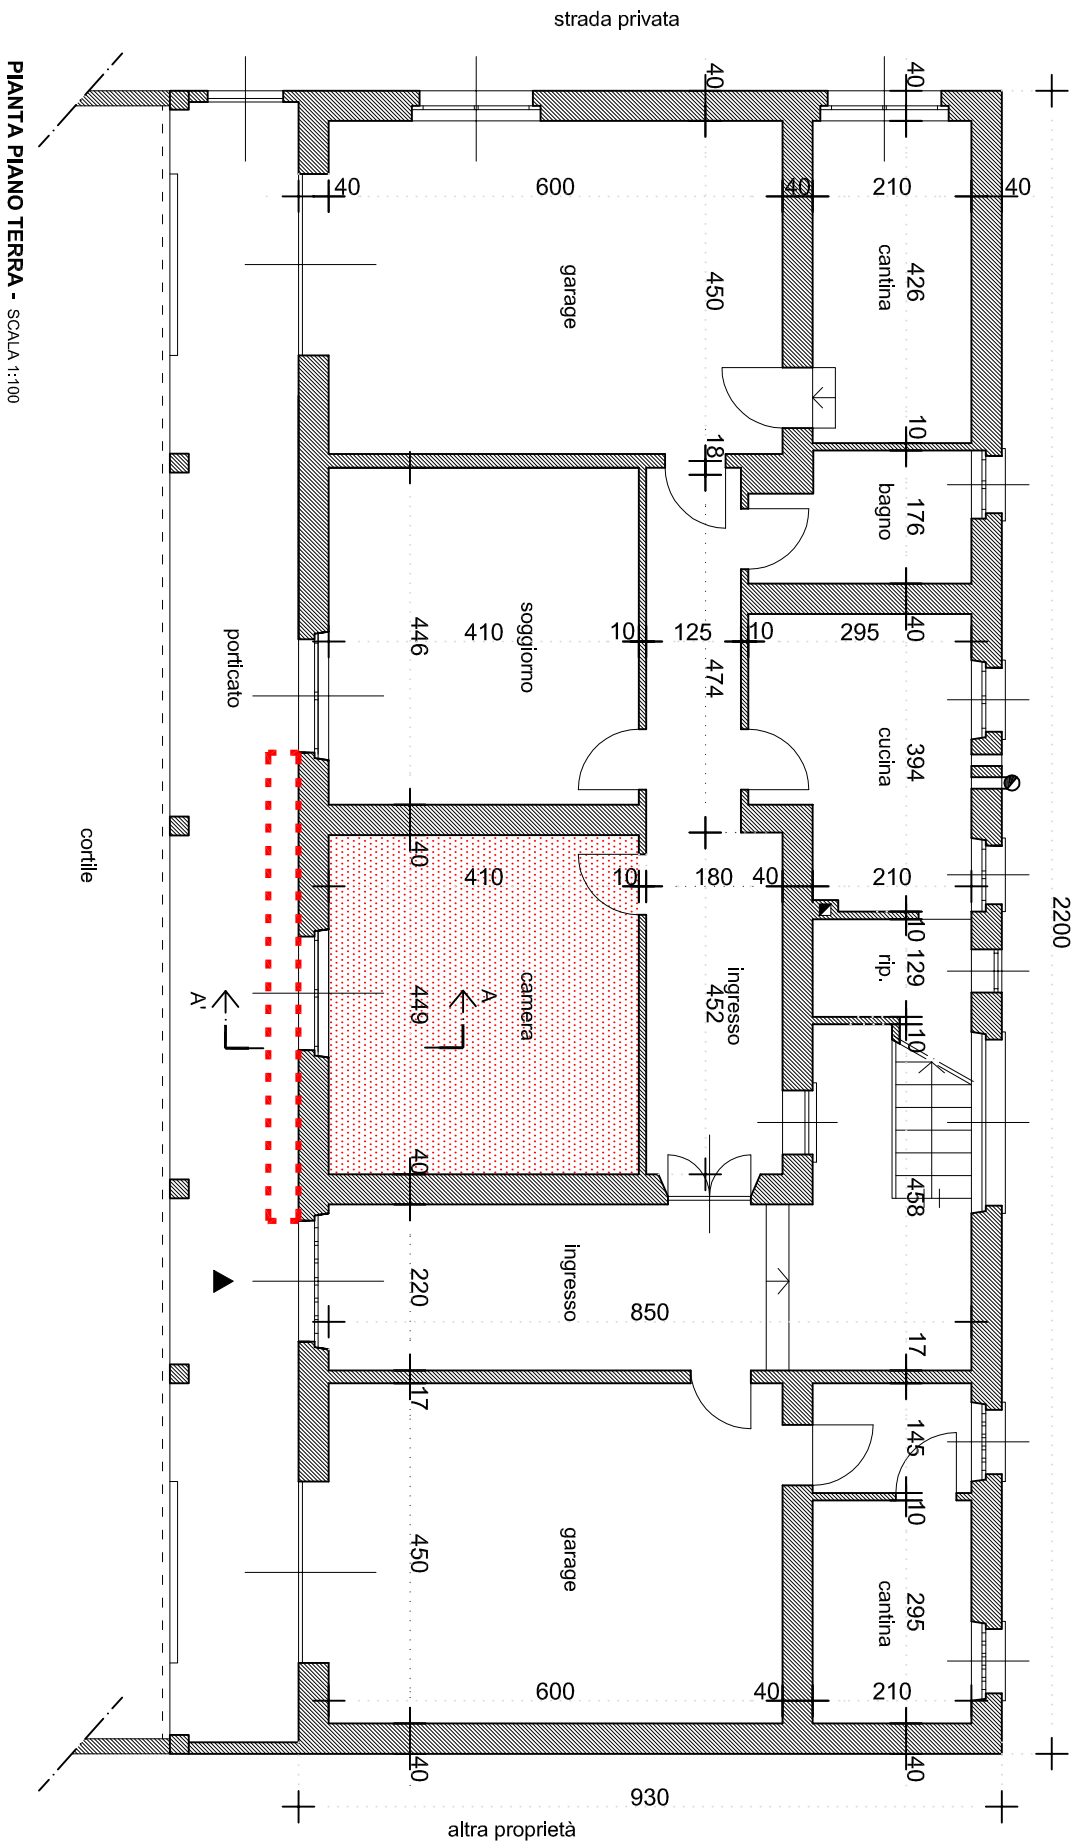 strada privata
PIANTA PIANO TERRA - SCALA 1:100
40
40
40
600
40
210
40
garage
450
cantina
426
18
10
bagno
176
soggiorno
446
410
10
125
10
295
40
474
porticato
cucina
394
cortile
40
410
10
180
40
210
2200
camera
449
A
A'
ingresso
452
10
rip.
129
10
40
458
ingresso
220
850
17
17
145
10
garage
450
cantina
295
600
40
210
40
40
930
altra proprietà